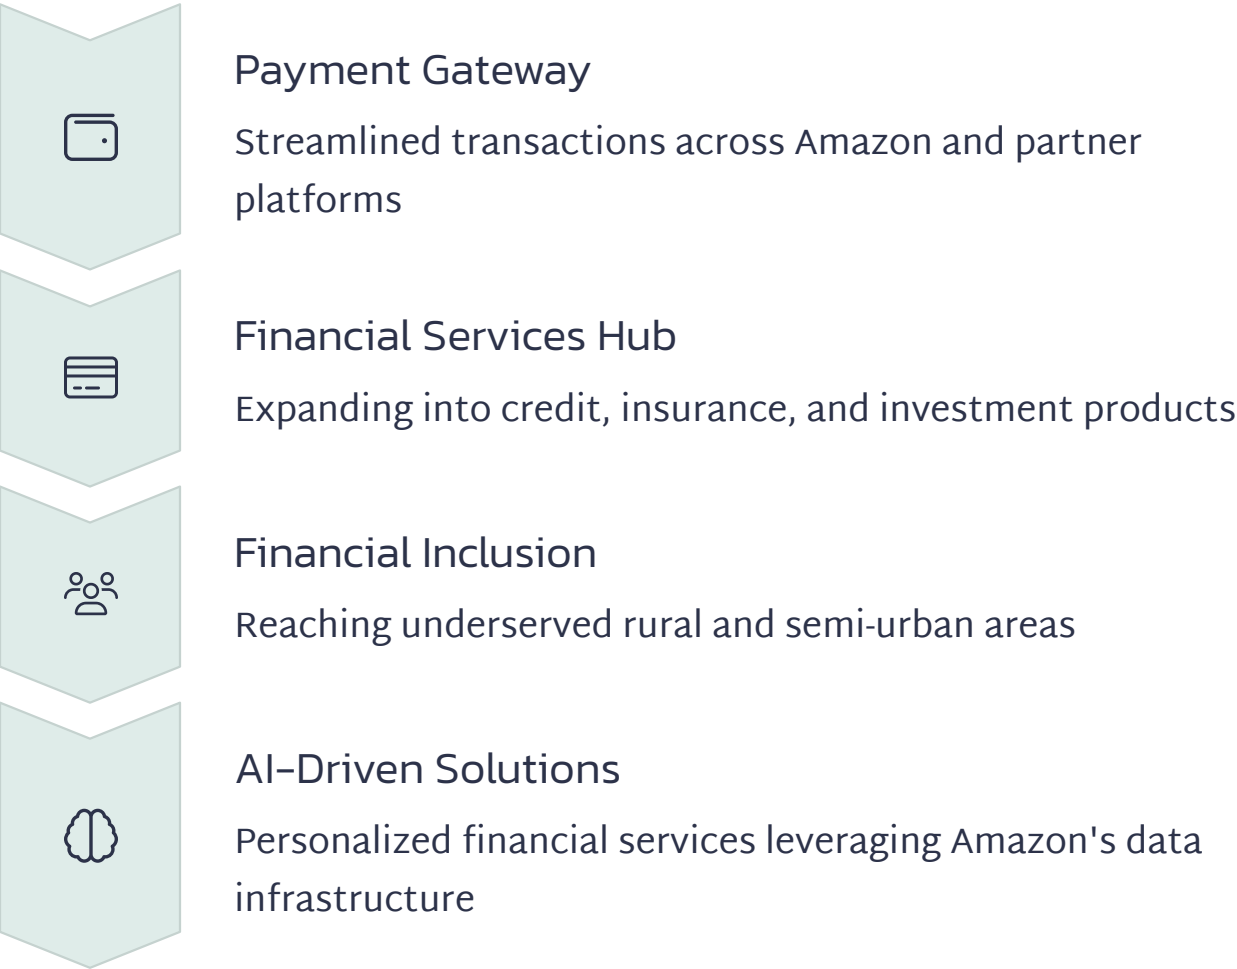 Payment Gateway
Streamlined transactions across Amazon and partner
platforms
Financial Services Hub
Expanding into credit, insurance, and investment products
Financial Inclusion
Reaching underserved rural and semi-urban areas
AI-Driven Solutions
Personalized financial services leveraging Amazon's data
infrastructure